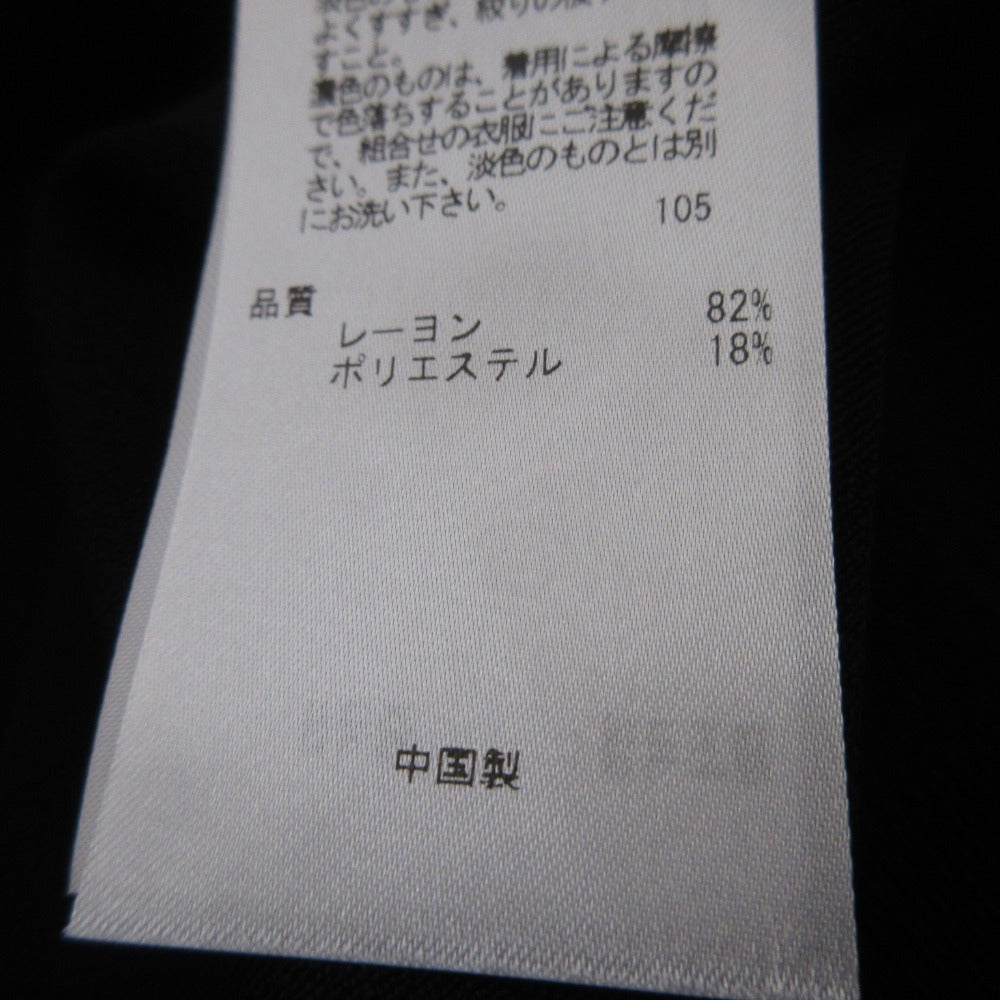 よくすすぎ、絞りの後
すこと。
濃色のものは、着用による摩擦
で色落ちすることがありますの
で、組合せの衣服にご注意くだ
さい。また、淡色のものとは別
にお洗い下さい。
105
品質
レーヨン 82%
ポリエステル 18%
中国製